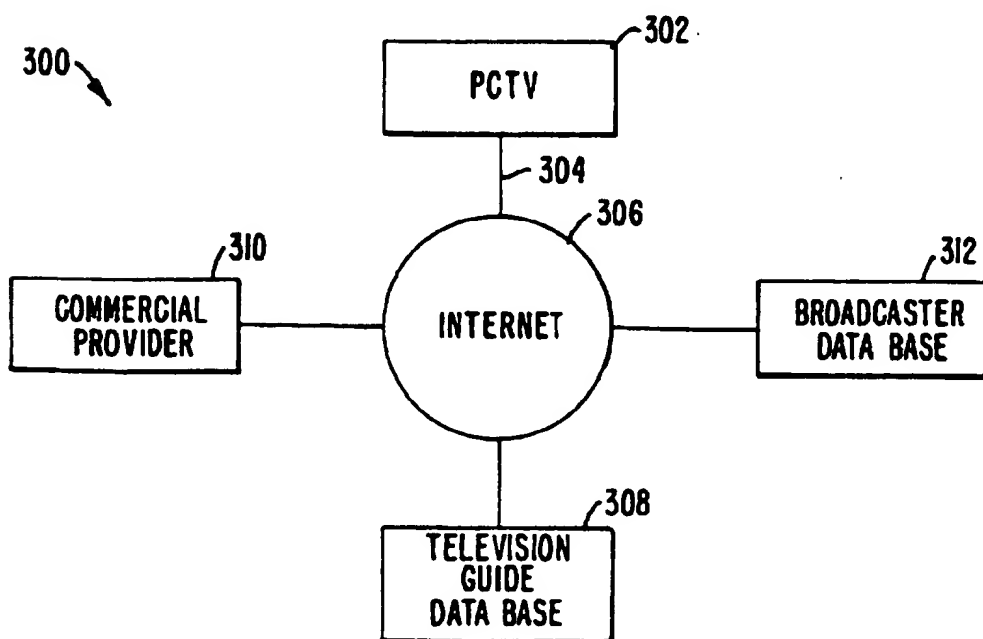 302
300
PCTV
304
306
310
312
COMMERCIAL
PROVIDER
INTERNET
BROADCASTER
DATA BASE
308
TELEVISION
GUIDE
DATA BASE